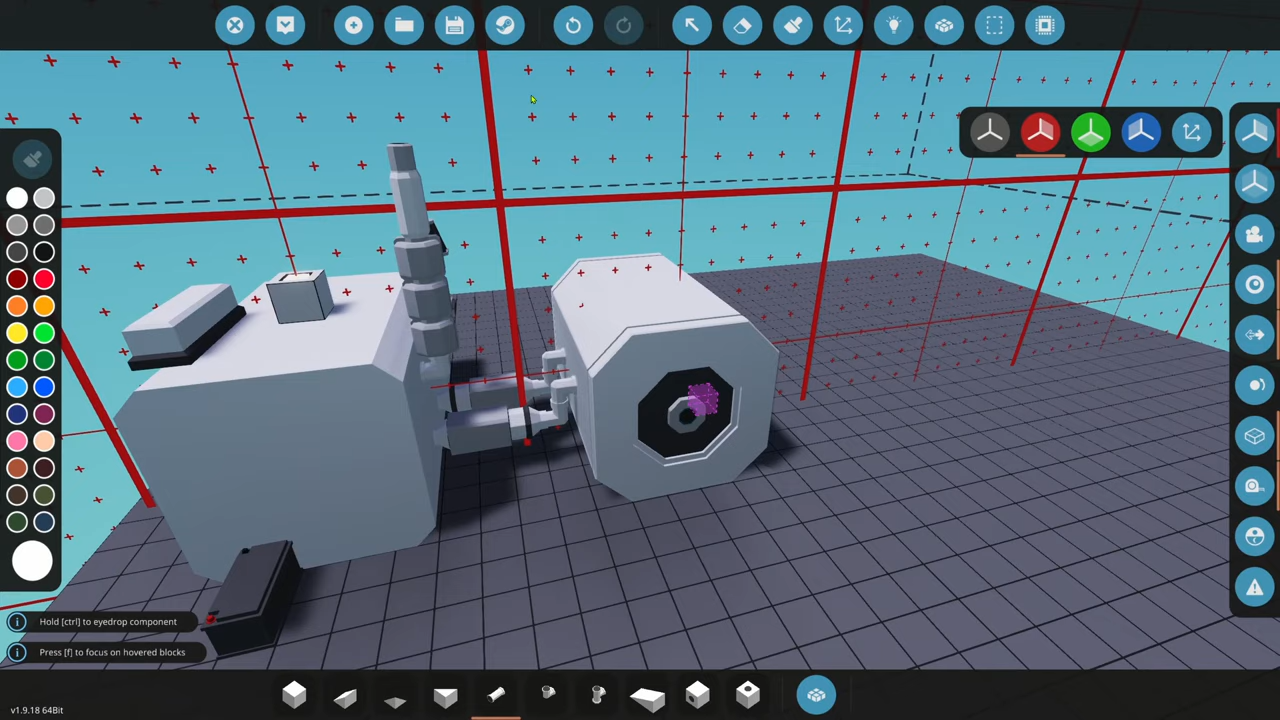 Hold [ctrl] to eyedrop component
Press [f] to focus on hovered blocks
v1.9.18 64Bit